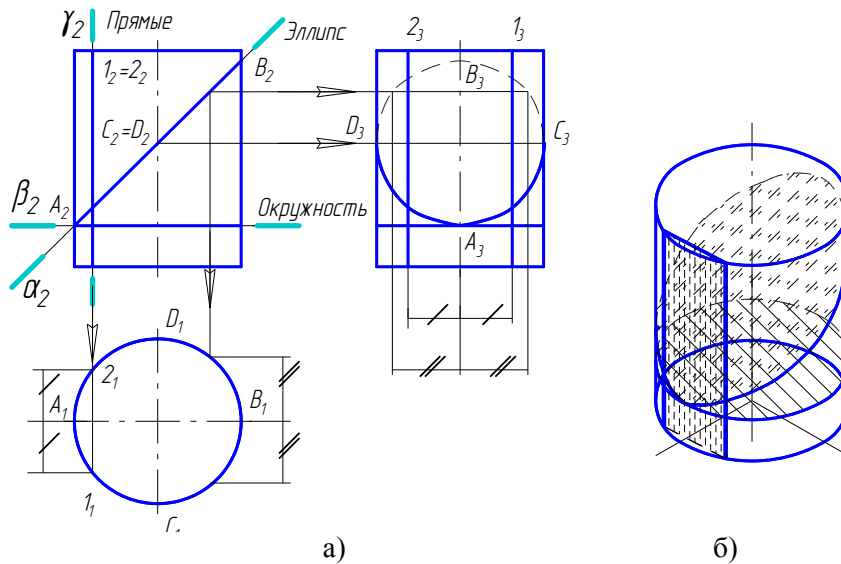 γ₂ Прямые
Эллипс
2₃
1₃
1₂=2₂
B₂
B₃
C₂=D₂
D₃
C₃
β₂
A₂
Окружность
A₃
α₂
D₁
2₁
A₁
B₁
1₁
C₁
а)
б)